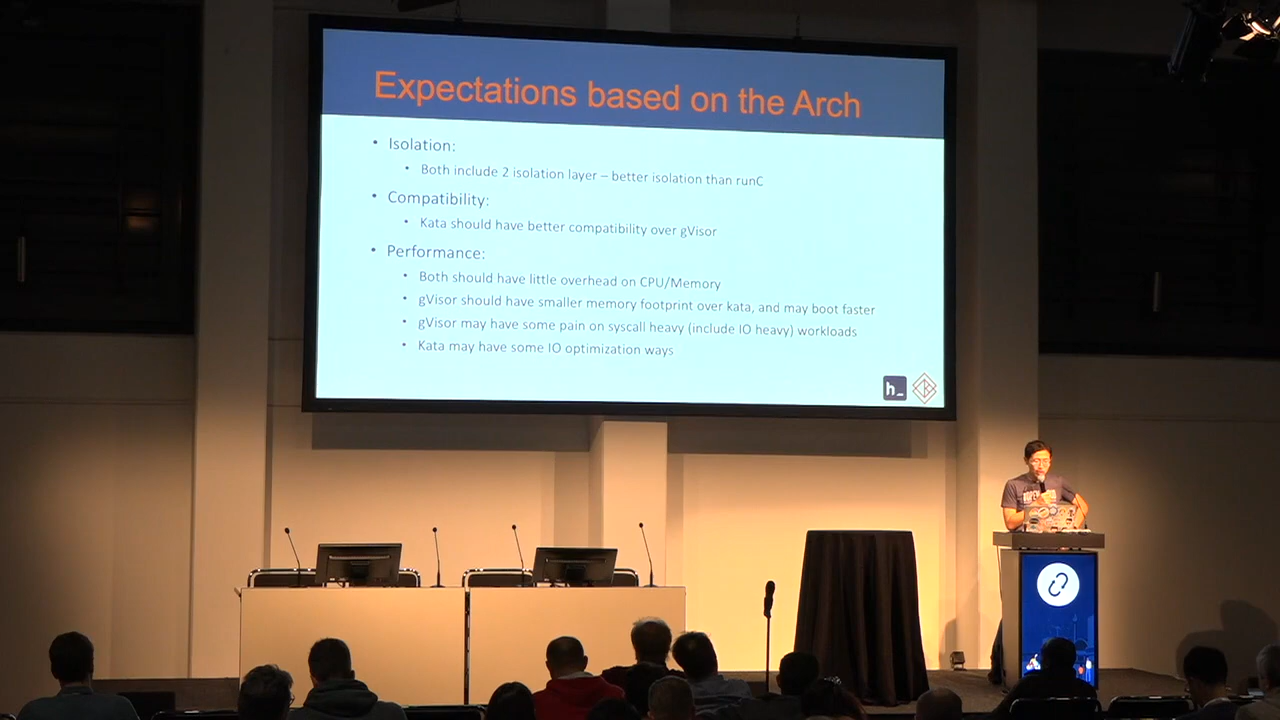 Expectations based on the Arch
• Isolation:
• Both include 2 isolation layer – better isolation than runC
• Compatibility:
• Kata should have better compatibility over gVisor
• Performance:
• Both should have little overhead on CPU/Memory
• gVisor should have smaller memory footprint over kata, and may boot faster
• gVisor may have some pain on syscall heavy (include IO heavy) workloads
• Kata may have some IO optimization ways
h_